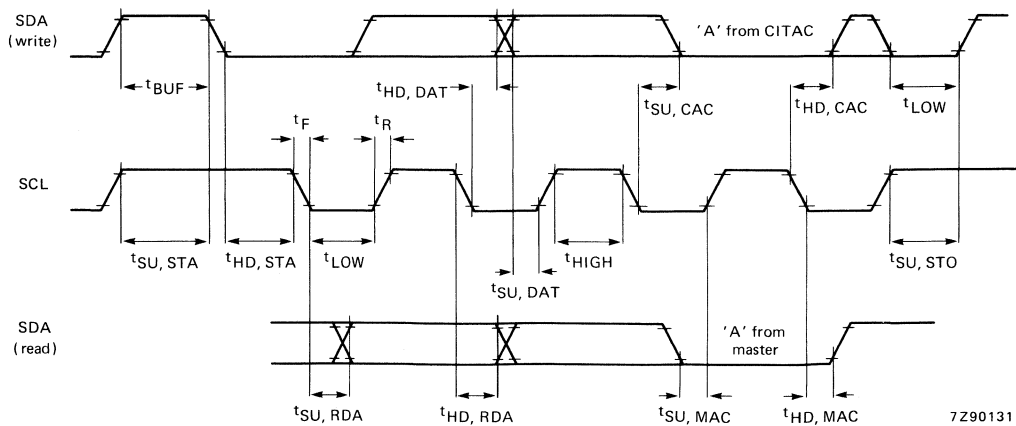 SDA
(write)
'A' from CITAC
tBUF
tHD, DAT
tSU, CAC
tHD, CAC
tLOW
tF
tR
SCL
tSU, STA
tHD, STA
tLOW
tSU, DAT
tHIGH
tSU, STO
SDA
(read)
'A' from
master
tSU, RDA
tHD, RDA
tSU, MAC
tHD, MAC
7Z90131